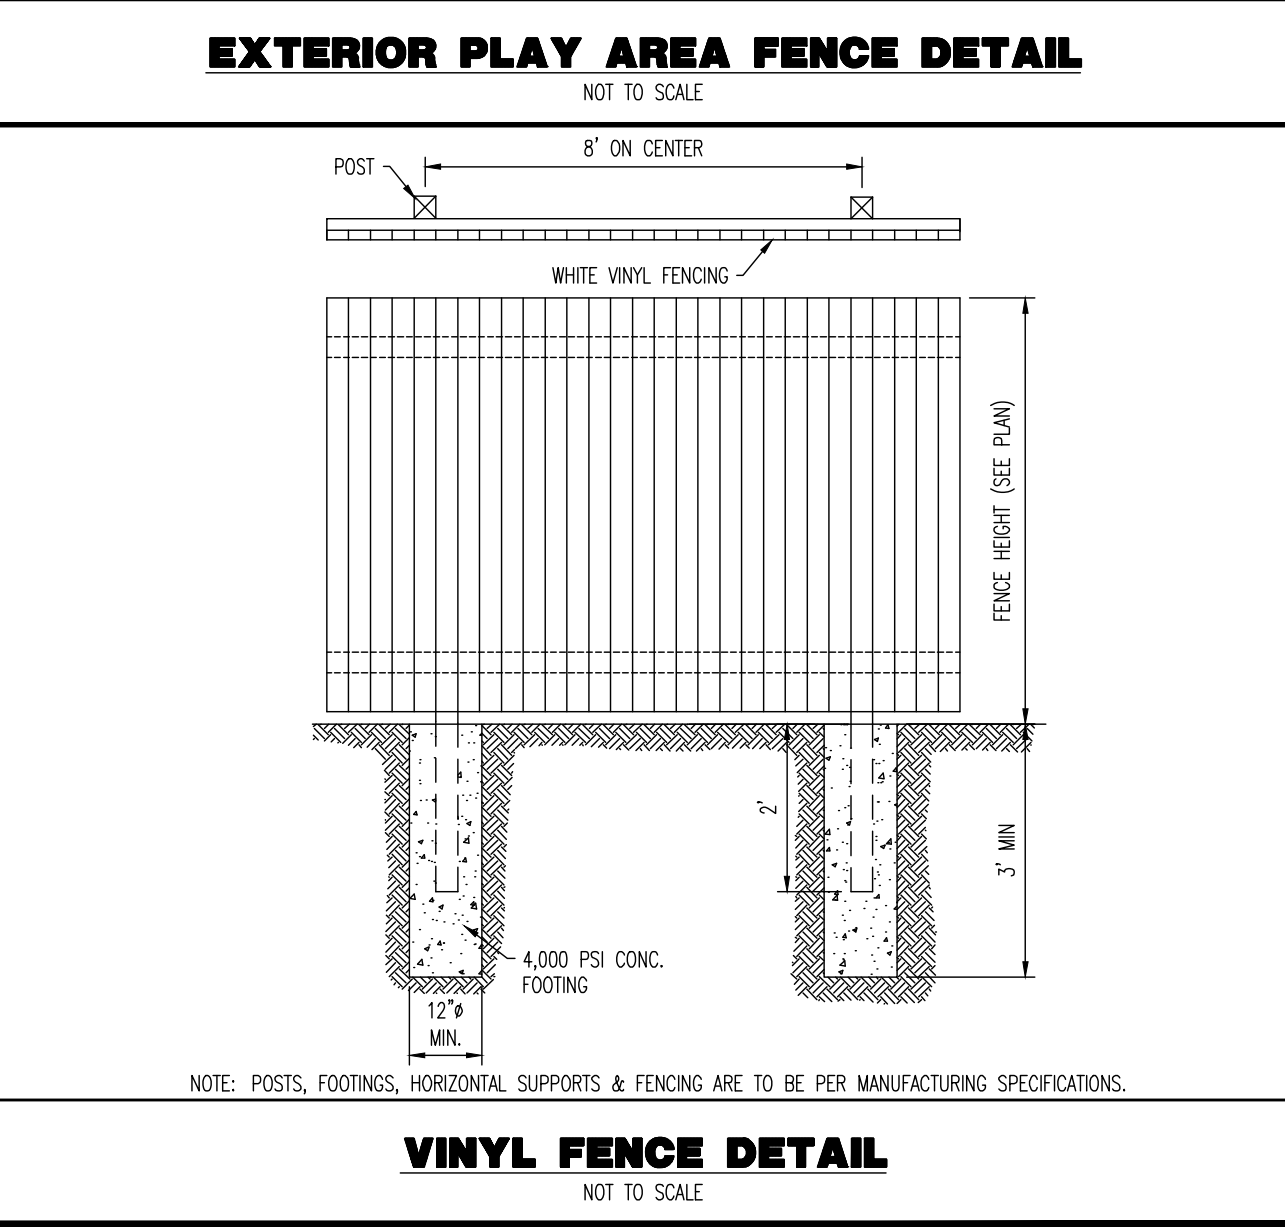 EXTERIOR PLAY AREA FENCE DETAIL
NOT TO SCALE
8' ON CENTER
POST
WHITE VINYL FENCING
FENCE HEIGHT (SEE PLAN)
2'
3' MIN
4,000 PSI CONC.
FOOTING
12"ø
MIN.
NOTE: POSTS, FOOTINGS, HORIZONTAL SUPPORTS & FENCING ARE TO BE PER MANUFACTURING SPECIFICATIONS.
VINYL FENCE DETAIL
NOT TO SCALE